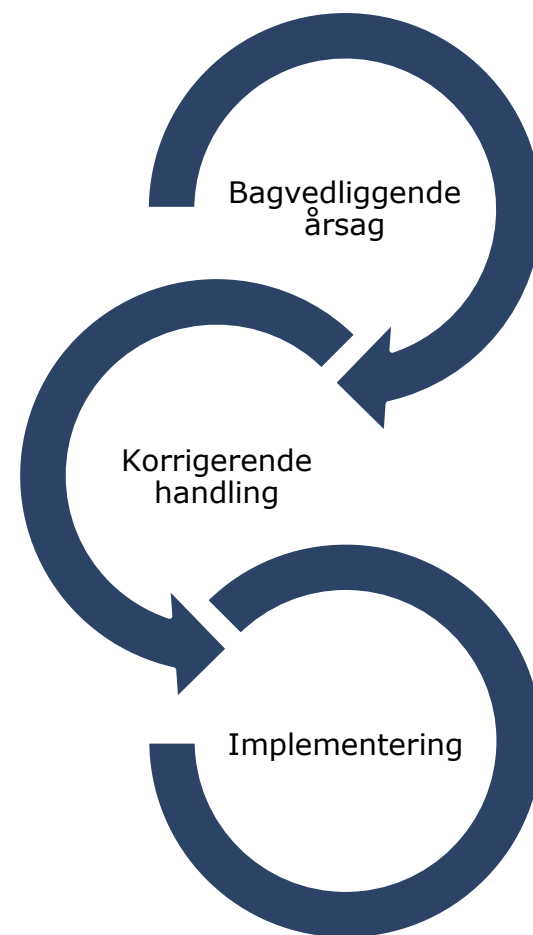 Bagvedliggende
årsag
Korrigerende
handling
Implementering